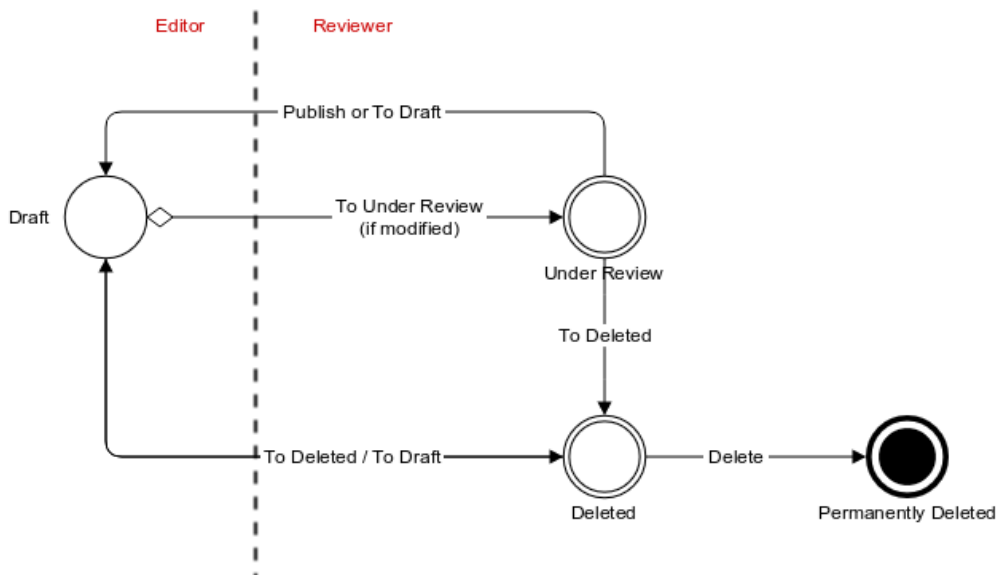 Editor
Reviewer
Publish or To Draft
Draft
To Under Review
(if modified)
Under Review
To Deleted
To Deleted / To Draft
Delete
Deleted
Permanently Deleted